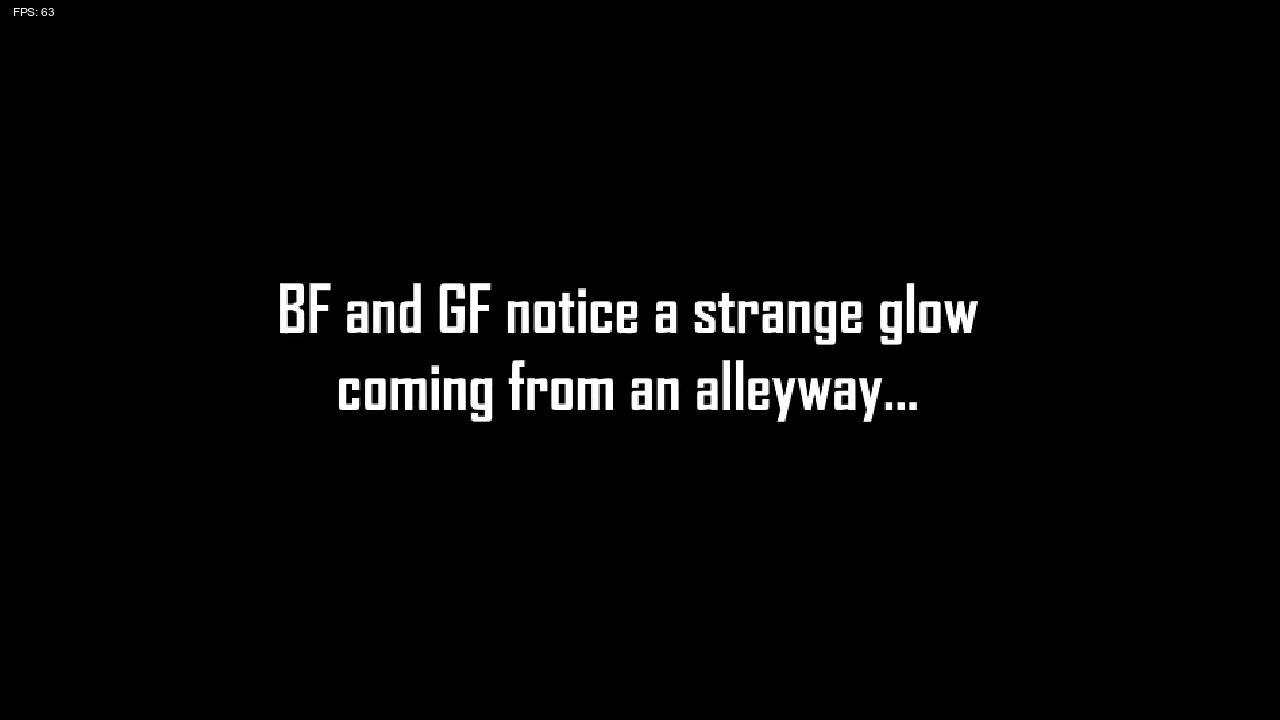 FPS: 63
BF and GF notice a strange glow
coming from an alleyway...